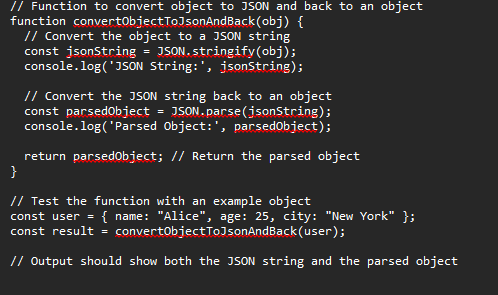 // Function to convert object to JSON and back to an object
function convertObjectToJsonAndBack(obj) {
  // Convert the object to a JSON string
  const jsonString = JSON.stringify(obj);
  console.log('JSON String:', jsonString);

  // Convert the JSON string back to an object
  const parsedObject = JSON.parse(jsonString);
  console.log('Parsed Object:', parsedObject);

  return parsedObject; // Return the parsed object
}

// Test the function with an example object
const user = { name: "Alice", age: 25, city: "New York" };
const result = convertObjectToJsonAndBack(user);

// Output should show both the JSON string and the parsed object